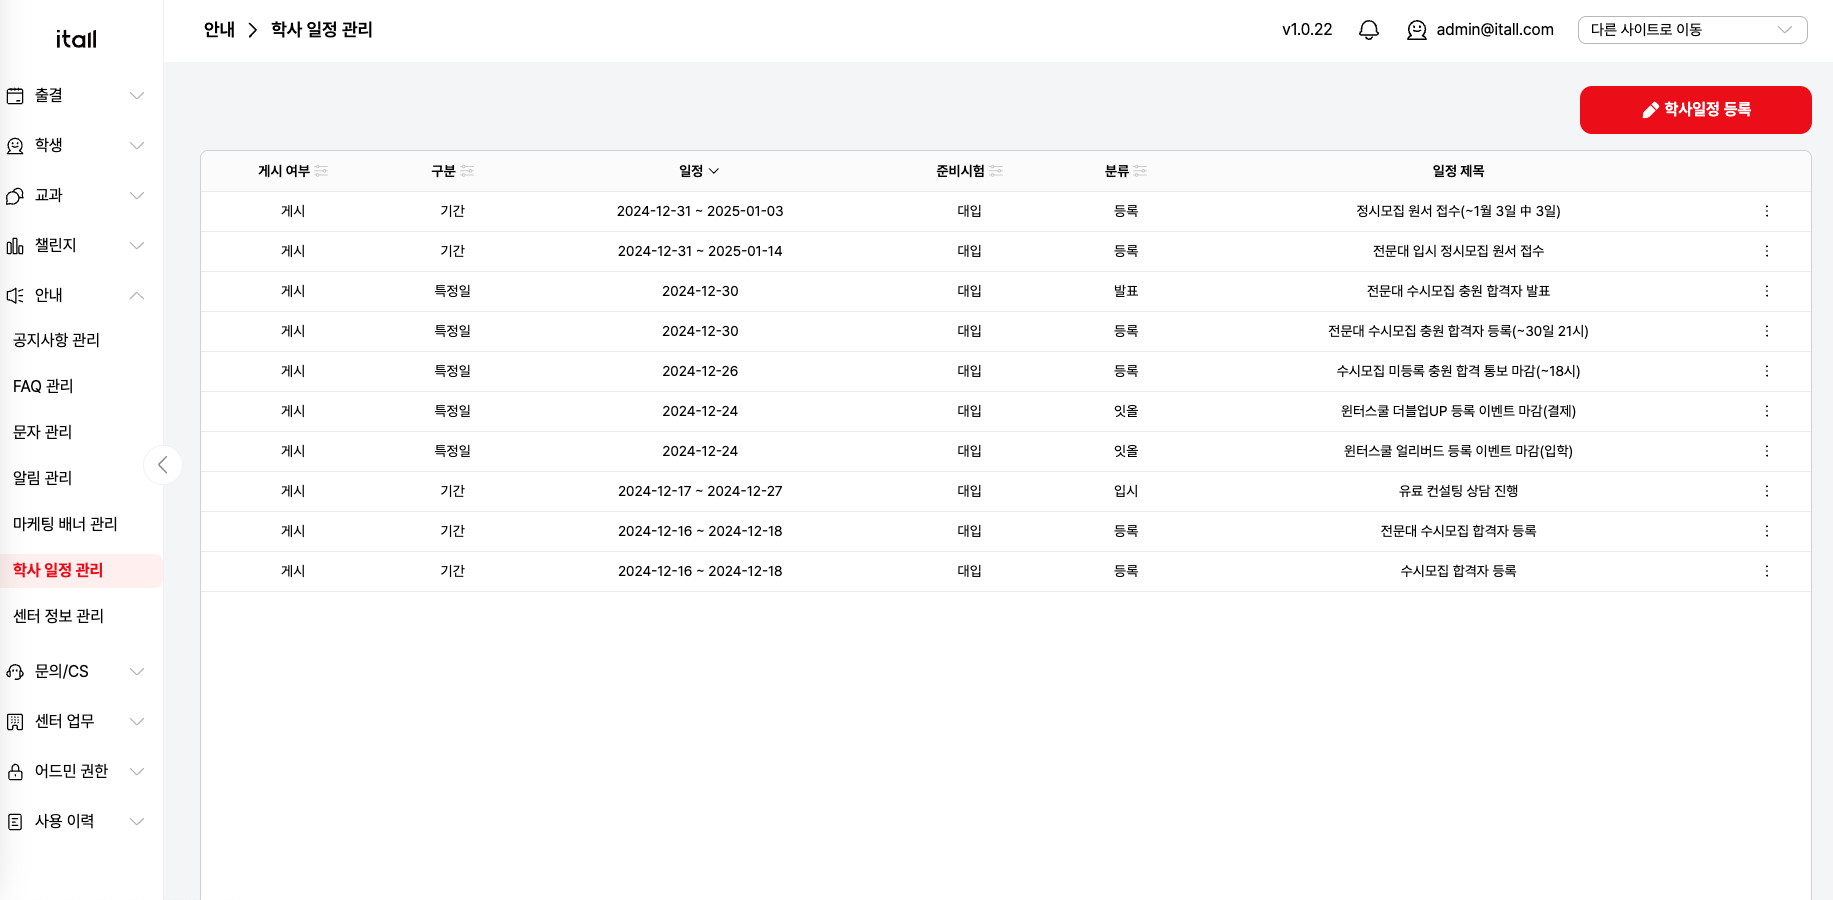 itall
안내 > 학사 일정 관리
v1.0.22
admin@itall.com
다른 사이트로 이동
출결
학생
교과
챌린지
안내
공지사항 관리
FAQ 관리
문자 관리
알림 관리
마케팅 배너 관리
학사 일정 관리
센터 정보 관리
문의/CS
센터 업무
어드민 권한
사용 이력
학사일정 등록
게시 여부 구분 일정 준비시험 분류 일정 제목
게시 기간 2024-12-31 ~ 2025-01-03 대입 등록 정시모집 원서 접수(~1월 3일 中 3일)
게시 기간 2024-12-31 ~ 2025-01-14 대입 등록 전문대 입시 정시모집 원서 접수
게시 특정일 2024-12-30 대입 발표 전문대 수시모집 충원 합격자 발표
게시 특정일 2024-12-30 대입 등록 전문대 수시모집 충원 합격자 등록(~30일 21시)
게시 특정일 2024-12-26 대입 등록 수시모집 미등록 충원 합격 통보 마감(~18시)
게시 특정일 2024-12-24 대입 잇올 윈터스쿨 더블업UP 등록 이벤트 마감(결제)
게시 특정일 2024-12-24 대입 잇올 윈터스쿨 얼리버드 등록 이벤트 마감(입학)
게시 기간 2024-12-17 ~ 2024-12-27 대입 입시 유료 컨설팅 상담 진행
게시 기간 2024-12-16 ~ 2024-12-18 대입 등록 전문대 수시모집 합격자 등록
게시 기간 2024-12-16 ~ 2024-12-18 대입 등록 수시모집 합격자 등록